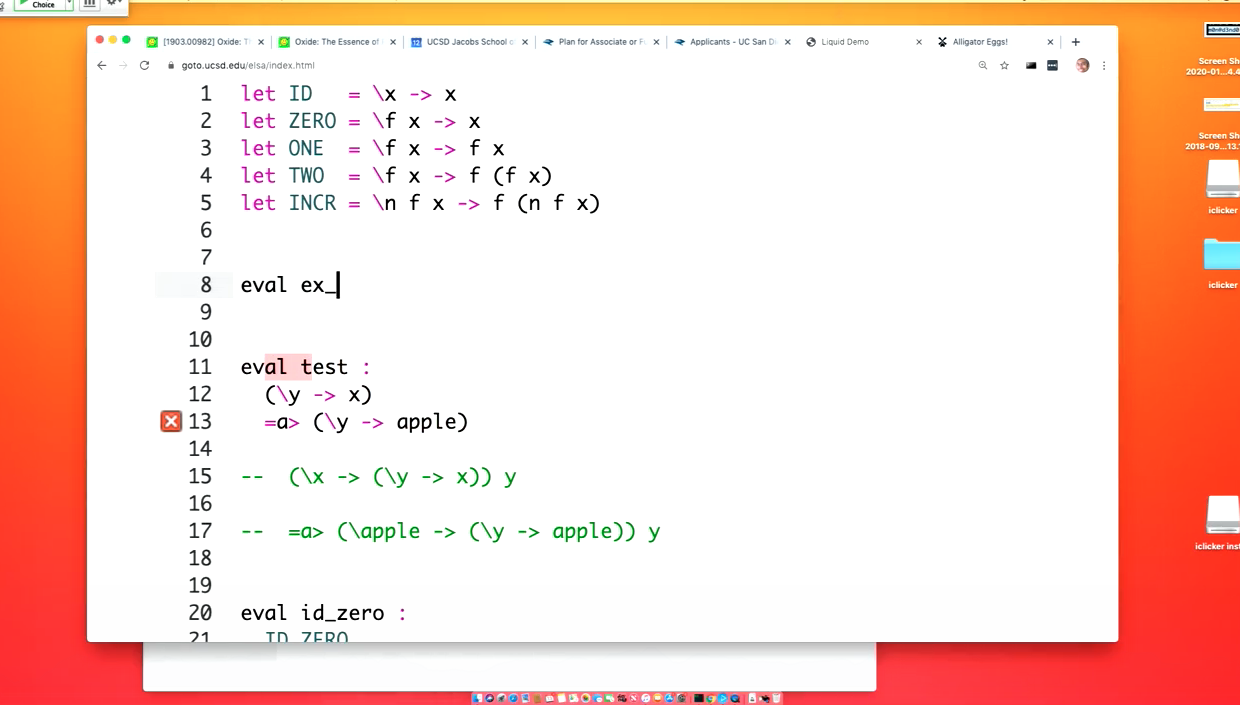 Choice
[1903.00982] Oxide: T
Oxide: The Essence of
12 UCSD Jacobs School o
Plan for Associate or F
Applicants - UC San Di
Liquid Demo
Alligator Eggs!
goto.ucsd.edu/elsa/index.html
1 let ID   = \x -> x
2 let ZERO = \f x -> x
3 let ONE  = \f x -> f x
4 let TWO  = \f x -> f (f x)
5 let INCR = \n f x -> f (n f x)
6
7
8 eval ex_
9
10
11 eval test :
12   (\y -> x)
13   =a> (\y -> apple)
14
15 --  (\x -> (\y -> x)) y
16
17 --  =a> (\apple -> (\y -> apple)) y
18
19
20 eval id_zero :
21   ID ZERO
Screen Sh
2020-01...4.4
Screen Sh
2018-09...13.
iclicker
iclicker
iclicker inst